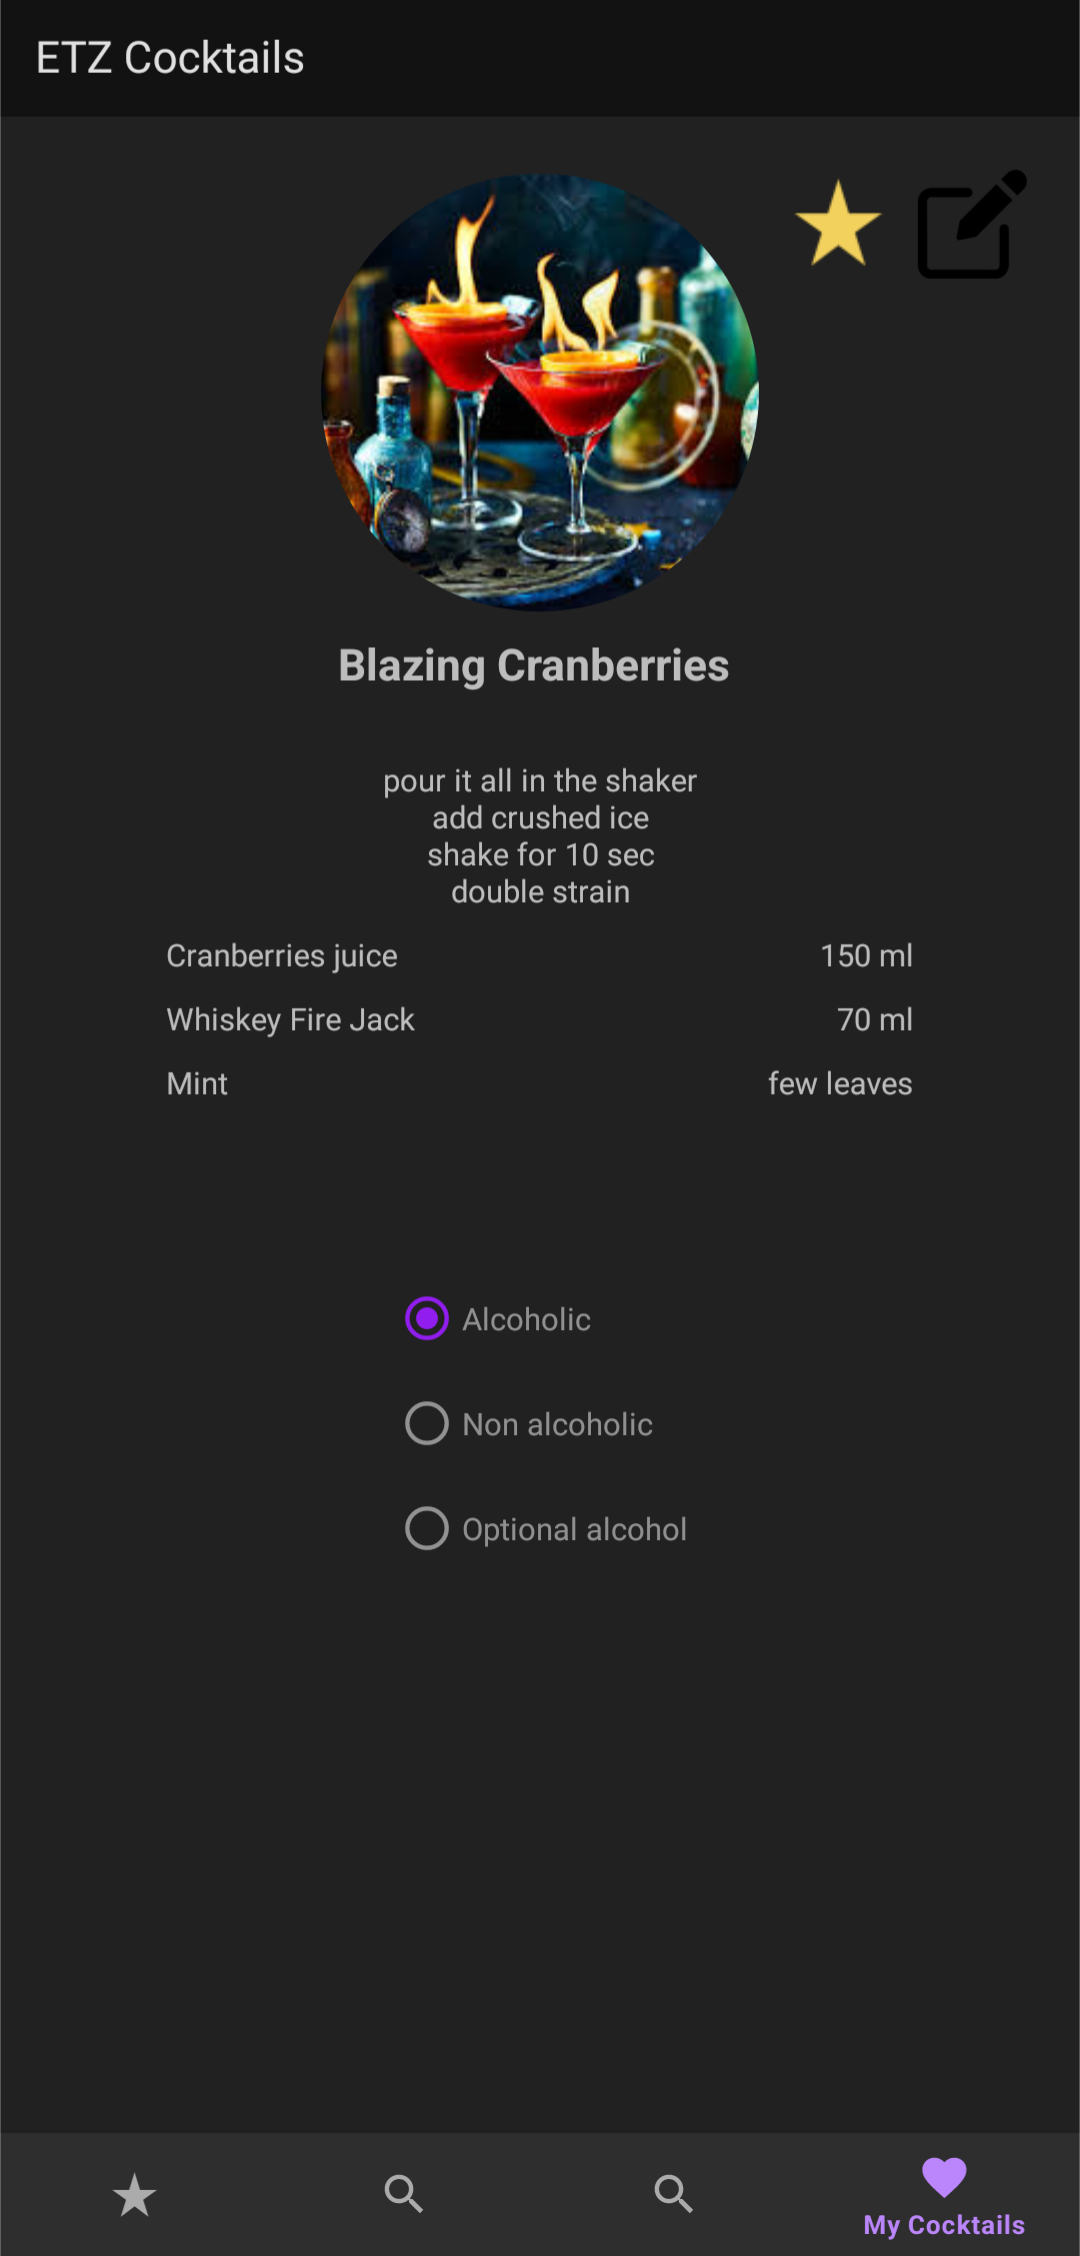 ETZ Cocktails
Blazing Cranberries
pour it all in the shaker
add crushed ice
shake for 10 sec
double strain
Cranberries juice 150 ml
Whiskey Fire Jack 70 ml
Mint few leaves
Alcoholic
Non alcoholic
Optional alcohol
My Cocktails